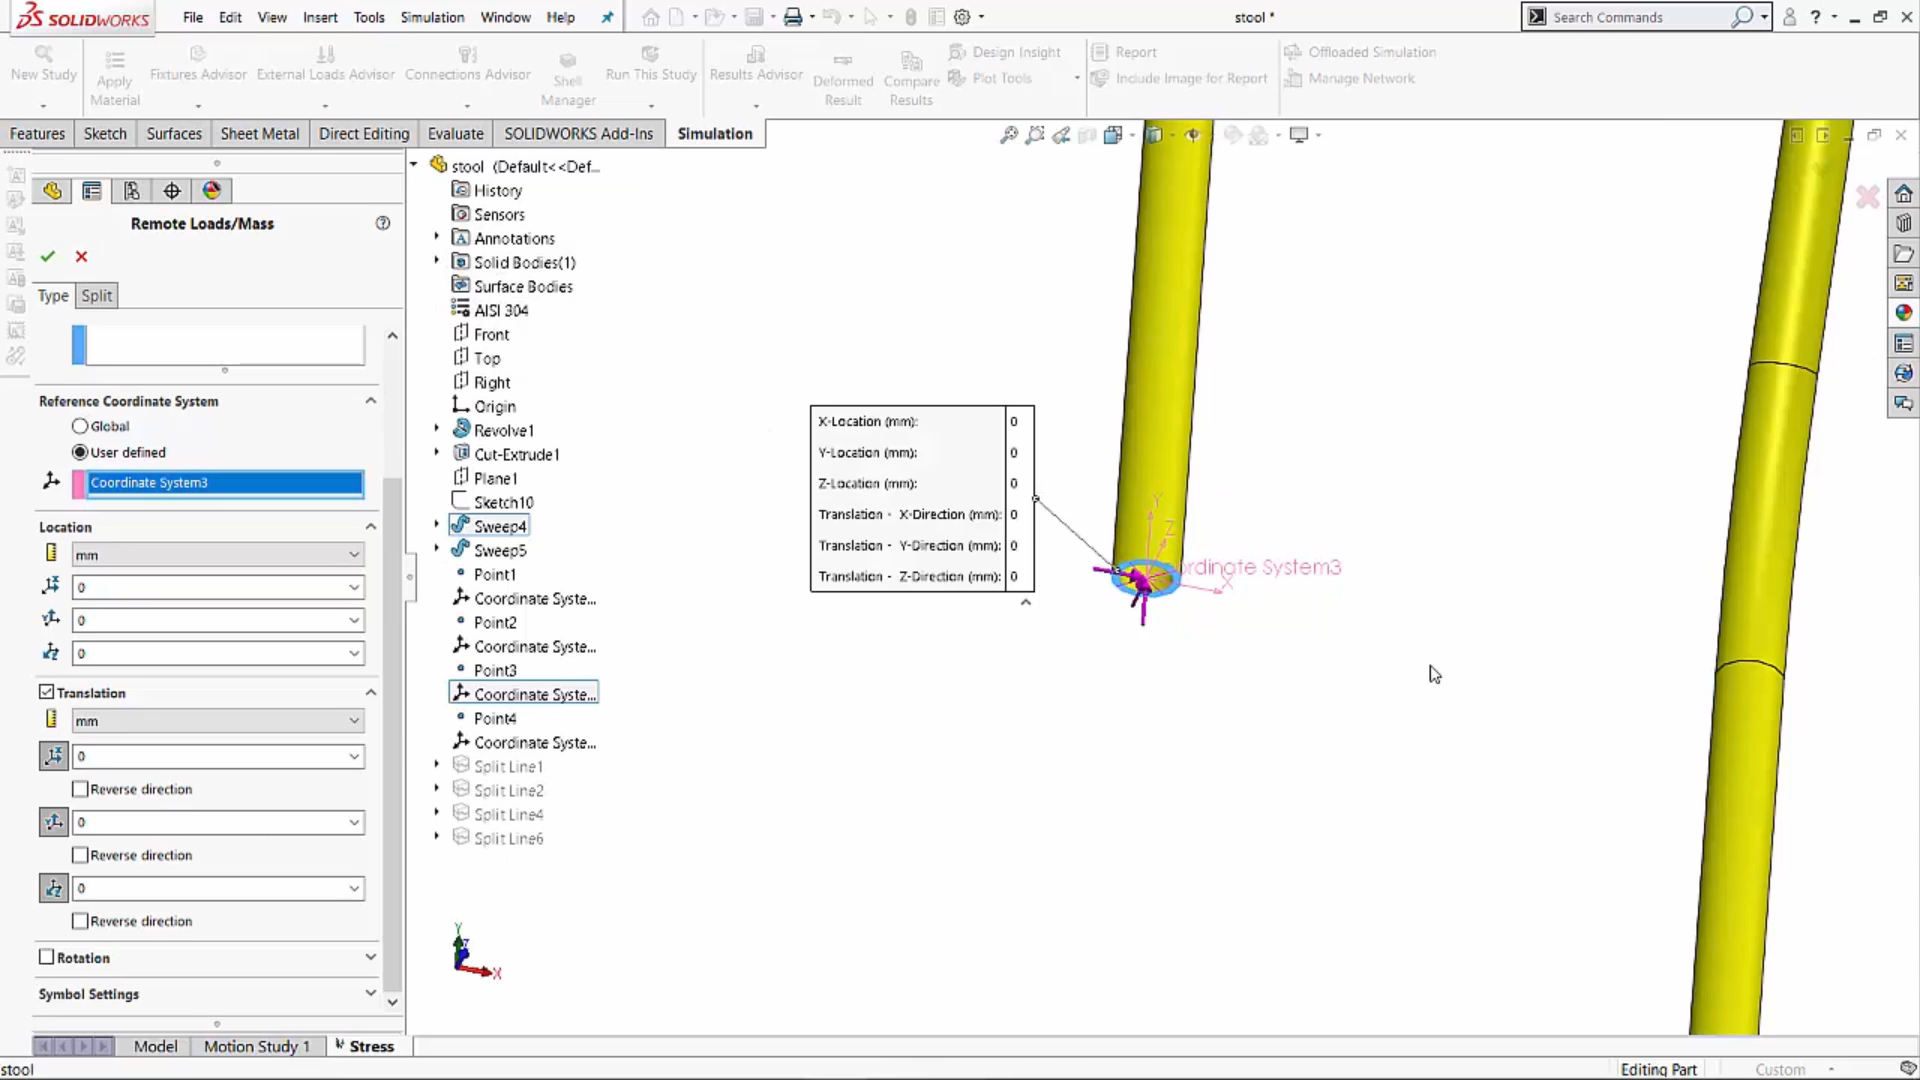 SOLIDWORKS File Edit View Insert Tools Simulation Window Help stool * Search Commands ?
New Study
Apply Material
Fixtures Advisor
External Loads Advisor
Connections Advisor
Shell Manager
Run This Study
Results Advisor
Deformed Result
Compare Results
Design Insight
Plot Tools
Report
Include Image for Report
Offloaded Simulation
Manage Network
Features Sketch Surfaces Sheet Metal Direct Editing Evaluate SOLIDWORKS Add-Ins Simulation
Remote Loads/Mass
Type Split
Reference Coordinate System
Global
User defined
Coordinate System3
Location
mm
0
0
0
Translation
mm
0
Reverse direction
0
Reverse direction
0
Reverse direction
Rotation
Symbol Settings
stool (Default<<Def...
History
Sensors
Annotations
Solid Bodies(1)
Surface Bodies
AISI 304
Front
Top
Right
Origin
Revolve1
Cut-Extrude1
Plane1
Sketch10
Sweep4
Sweep5
Point1
Coordinate Syste...
Point2
Coordinate Syste...
Point3
Coordinate Syste...
Point4
Coordinate Syste...
Split Line1
Split Line2
Split Line4
Split Line6
X-Location (mm): 0
Y-Location (mm): 0
Z-Location (mm): 0
Translation - X-Direction (mm): 0
Translation - Y-Direction (mm): 0
Translation - Z-Direction (mm): 0
Y
Z
X
ordinate System3
Y
Z
X
Model Motion Study 1 Stress
stool Editing Part Custom -